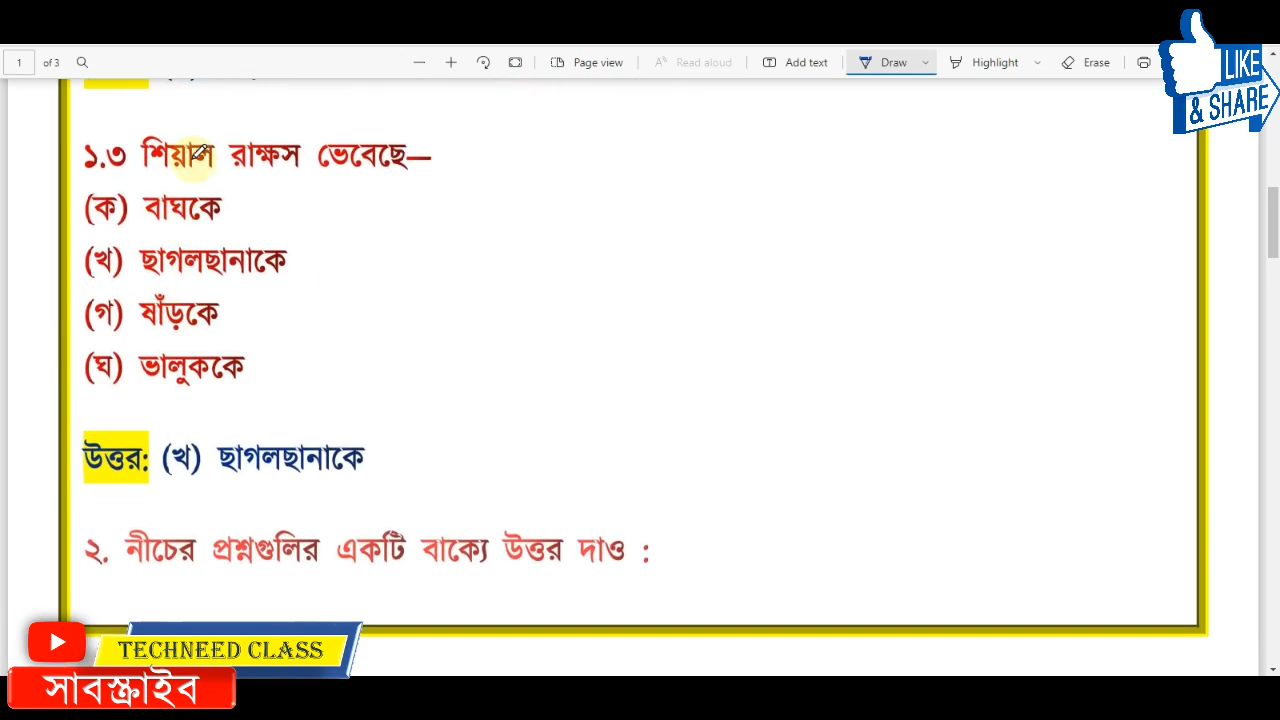 1 of 3 Page view Read aloud Add text Draw Highlight Erase
LIKE
& SHARE
১.৩ শিয়াল রাক্ষস ভেবেছে—
(ক) বাঘকে
(খ) ছাগলছানাকে
(গ) ষাঁড়কে
(ঘ) ভালুককে
উত্তর: (খ) ছাগলছানাকে
২. নীচের প্রশ্নগুলির একটি বাক্যে উত্তর দাও :
TECHNEED CLASS
সাবস্ক্রাইব